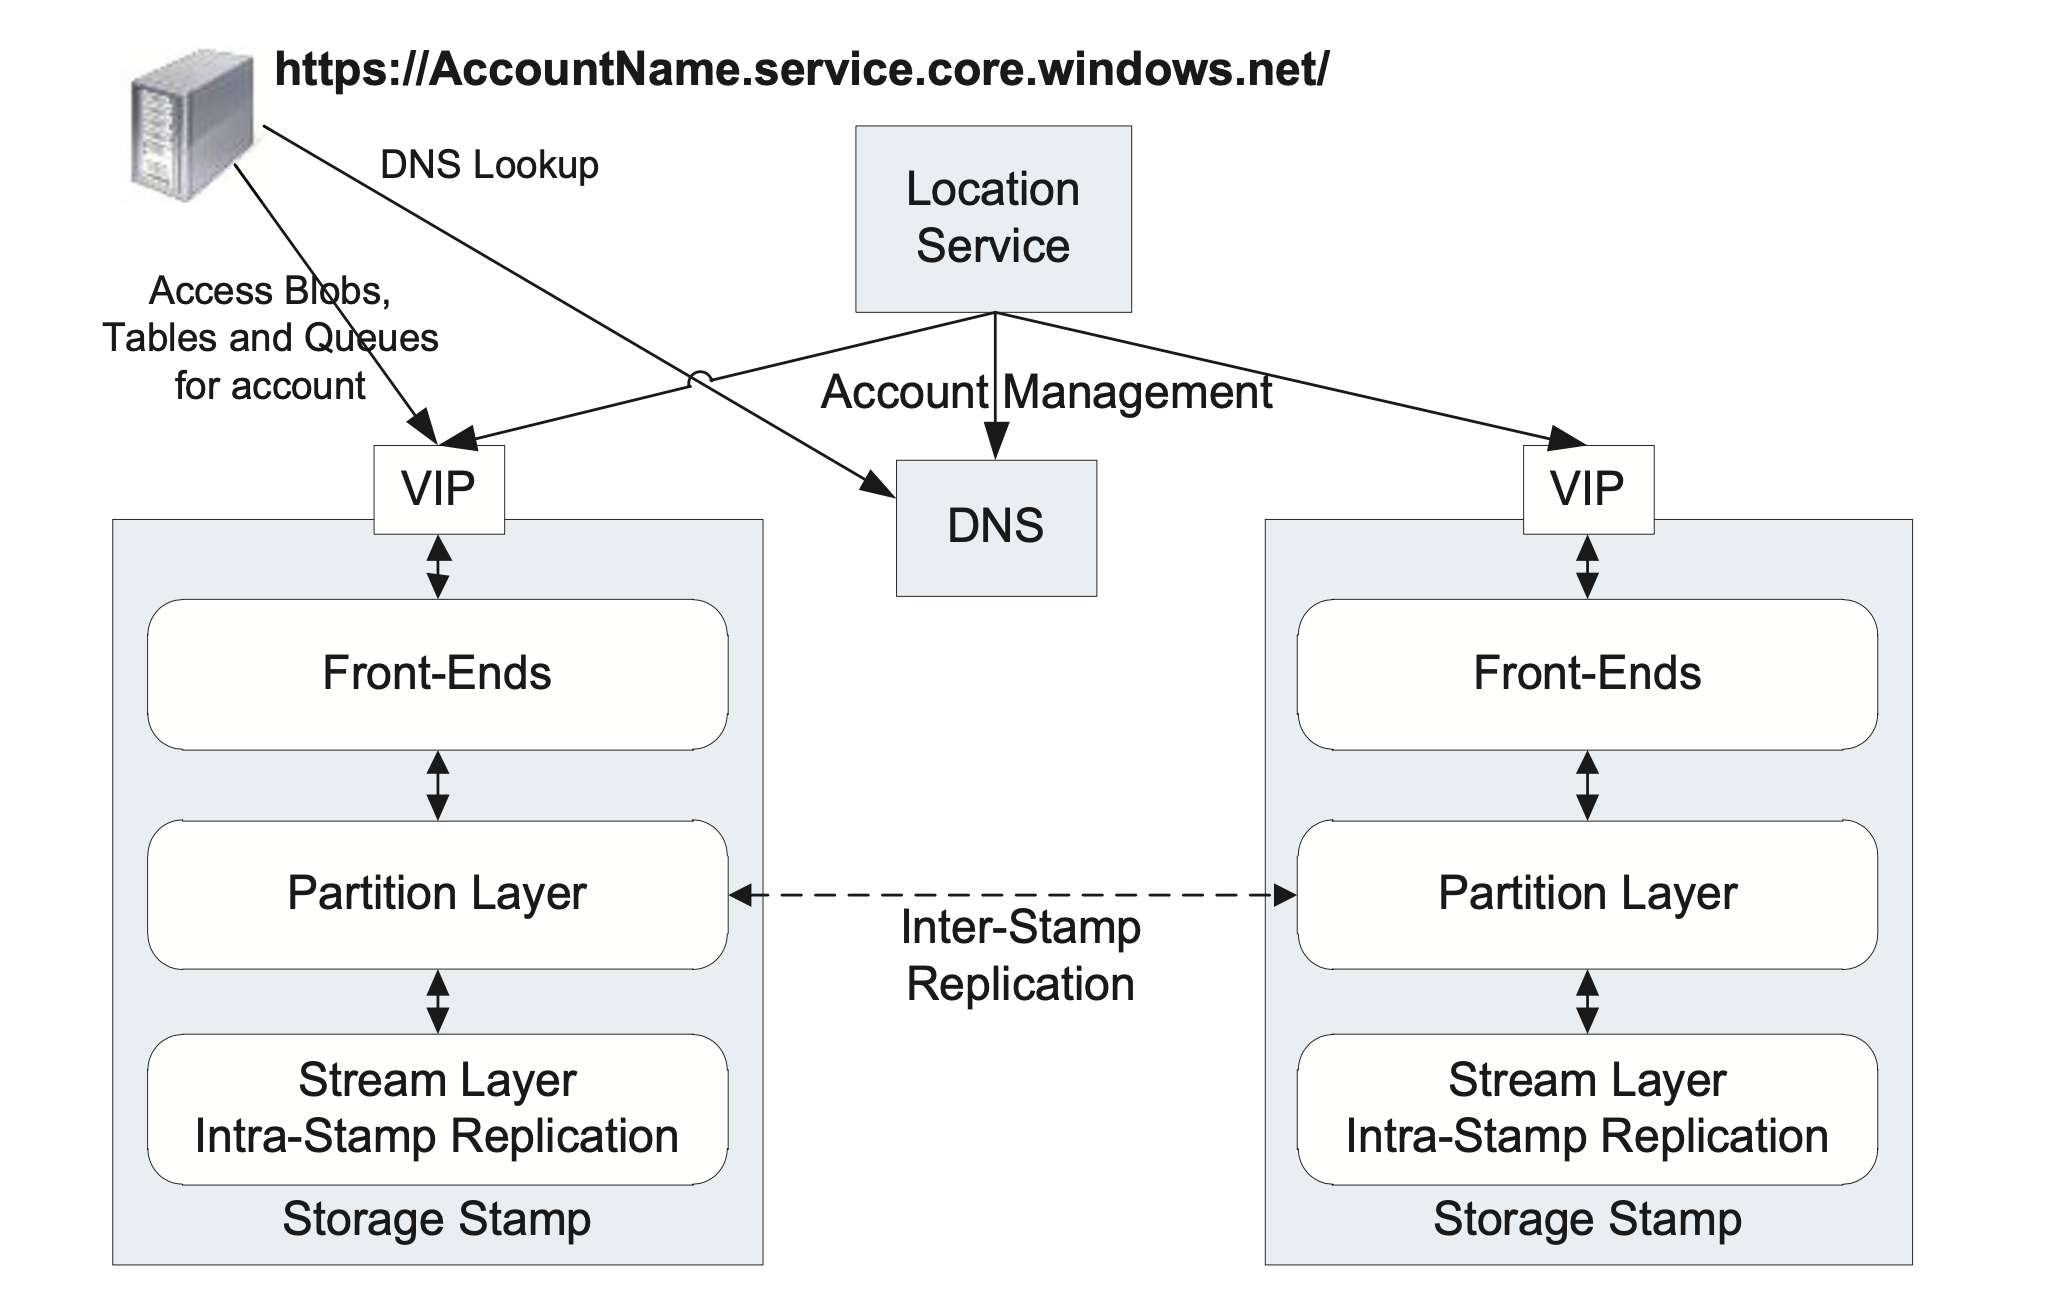 https://AccountName.service.core.windows.net/
DNS Lookup
Location
Service
Access Blobs,
Tables and Queues
for account
Account Management
VIP
DNS
VIP
Front-Ends
Front-Ends
Partition Layer
Partition Layer
Inter-Stamp
Replication
Stream Layer
Intra-Stamp Replication
Stream Layer
Intra-Stamp Replication
Storage Stamp
Storage Stamp